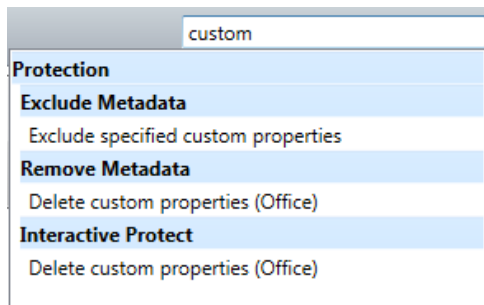 custom
Protection
Exclude Metadata
Exclude specified custom properties
Remove Metadata
Delete custom properties (Office)
Interactive Protect
Delete custom properties (Office)